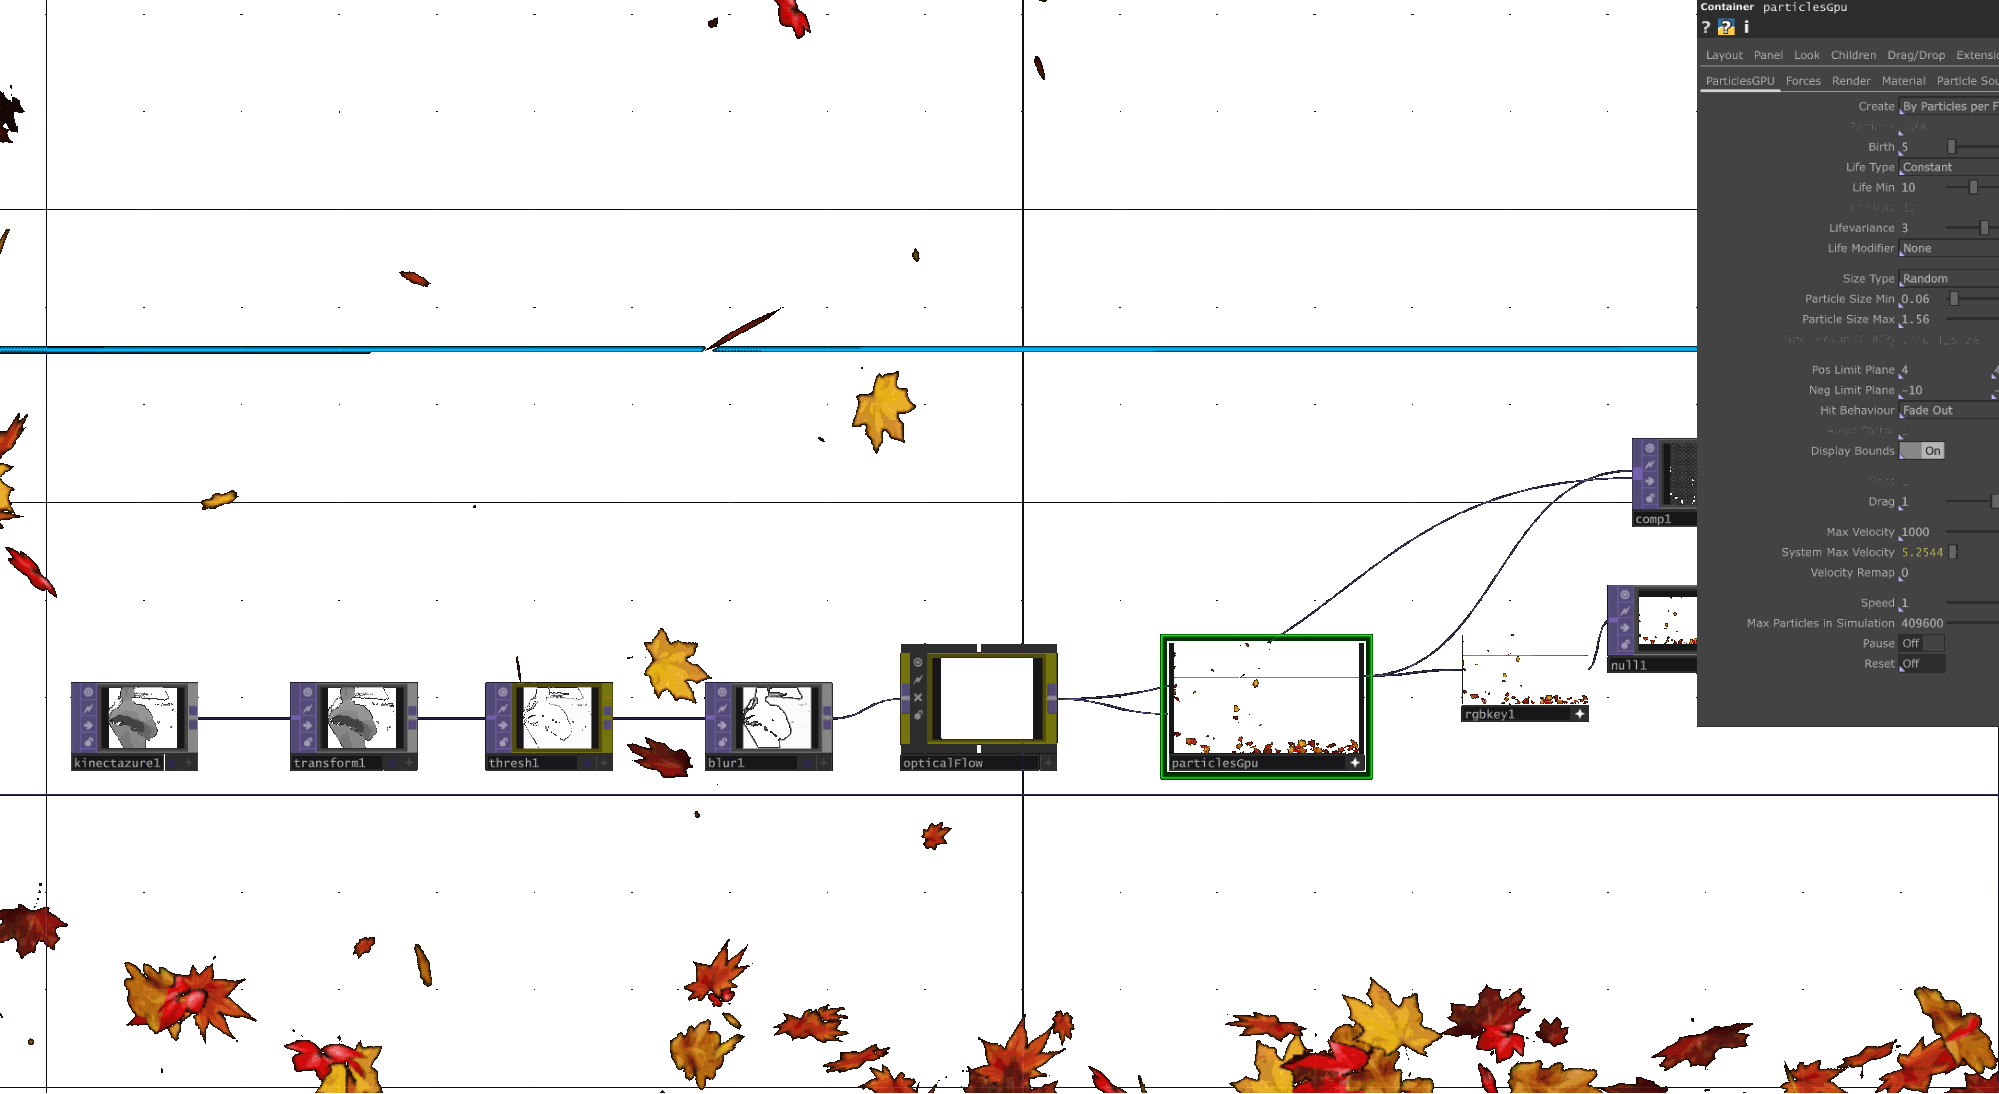 Container particlesGpu
? ? i
Layout Panel Look Children Drag/Drop Extensi
ParticlesGPU Forces Render Material Particle Sou
Create By Particles per F
Birth 5
Life Type Constant
Life Min 10
Lifevariance 3
Life Modifier None
Size Type Random
Particle Size Min 0.06
Particle Size Max 1.56
Pos Limit Plane 4 4
Neg Limit Plane -10
Hit Behaviour Fade Out
Display Bounds On
Drag 1
Max Velocity 1000
System Max Velocity 5.2544
Velocity Remap 0
Speed 1
Max Particles in Simulation 409600
Pause Off
Reset Off
comp1
null1
rgbkey1
kinectazure1
transform1
thresh1
blur1
opticalFlow
particlesGpu